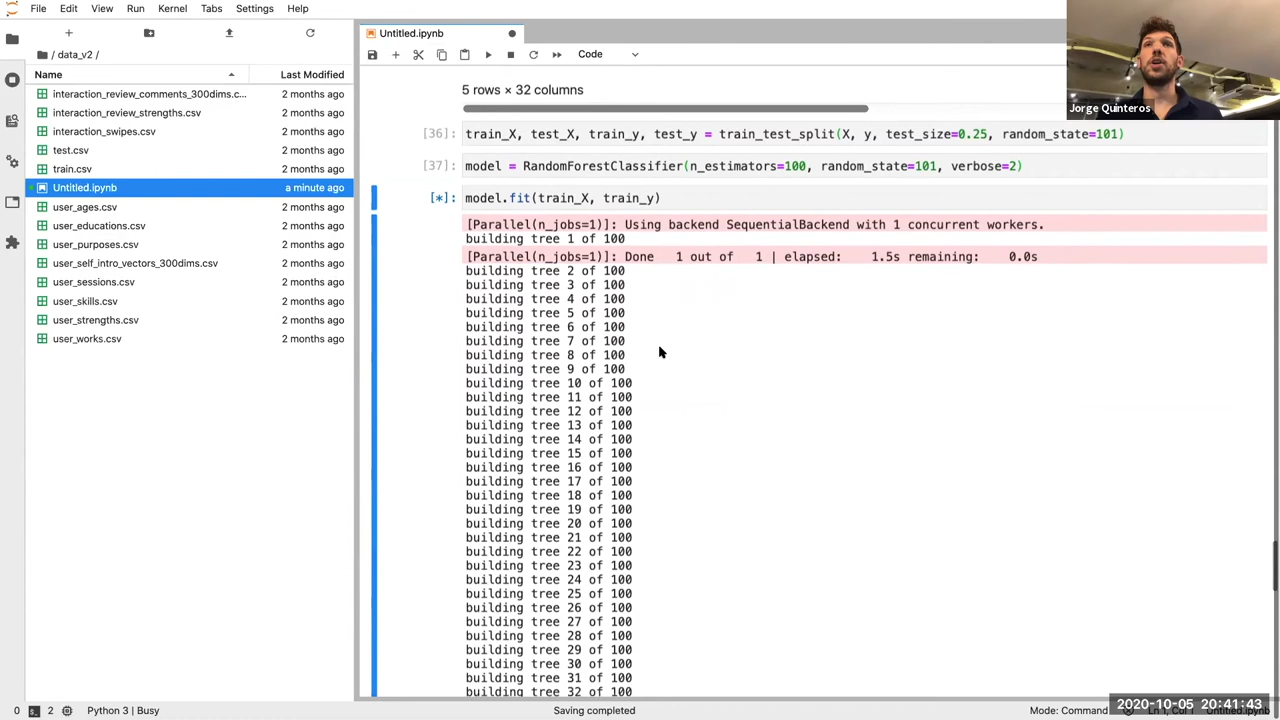 File Edit View Run Kernel Tabs Settings Help
/ data_v2 /
Name Last Modified
interaction_review_comments_300dims.c... 2 months ago
interaction_review_strengths.csv 2 months ago
interaction_swipes.csv 2 months ago
test.csv 2 months ago
train.csv 2 months ago
Untitled.ipynb a minute ago
user_ages.csv 2 months ago
user_educations.csv 2 months ago
user_purposes.csv 2 months ago
user_self_intro_vectors_300dims.csv 2 months ago
user_sessions.csv 2 months ago
user_skills.csv 2 months ago
user_strengths.csv 2 months ago
user_works.csv 2 months ago
Untitled.ipynb
Code
Jorge Quinteros
5 rows × 32 columns
[36]: train_X, test_X, train_y, test_y = train_test_split(X, y, test_size=0.25, random_state=101)
[37]: model = RandomForestClassifier(n_estimators=100, random_state=101, verbose=2)
[*]: model.fit(train_X, train_y)
[Parallel(n_jobs=1)]: Using backend SequentialBackend with 1 concurrent workers.
building tree 1 of 100
[Parallel(n_jobs=1)]: Done 1 out of 1 | elapsed: 1.5s remaining: 0.0s
building tree 2 of 100
building tree 3 of 100
building tree 4 of 100
building tree 5 of 100
building tree 6 of 100
building tree 7 of 100
building tree 8 of 100
building tree 9 of 100
building tree 10 of 100
building tree 11 of 100
building tree 12 of 100
building tree 13 of 100
building tree 14 of 100
building tree 15 of 100
building tree 16 of 100
building tree 17 of 100
building tree 18 of 100
building tree 19 of 100
building tree 20 of 100
building tree 21 of 100
building tree 22 of 100
building tree 23 of 100
building tree 24 of 100
building tree 25 of 100
building tree 26 of 100
building tree 27 of 100
building tree 28 of 100
building tree 29 of 100
building tree 30 of 100
building tree 31 of 100
building tree 32 of 100
0 2 Python 3 | Busy Saving completed Mode: Command
2020-10-05 20:41:43